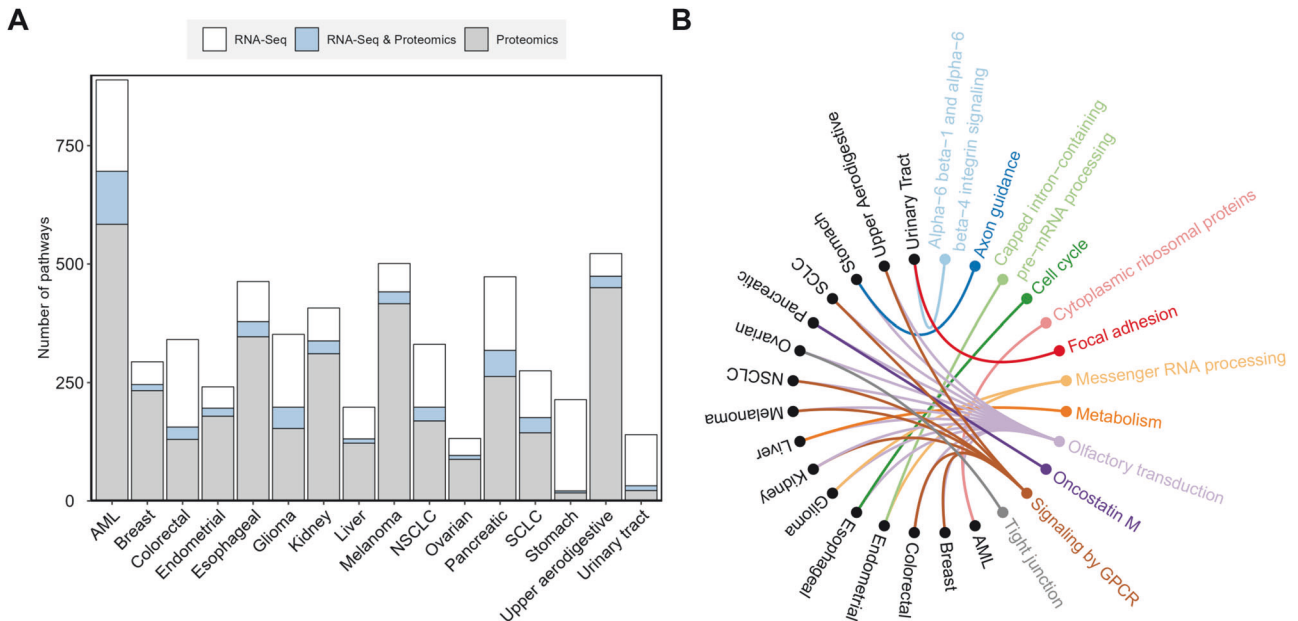 A
RNA-Seq
RNA-Seq & Proteomics
Proteomics
Number of pathways
750
500
250
0
AML
Breast
Colorectal
Endometrial
Esophageal
Glioma
Kidney
Liver
Melanoma
NSCLC
Ovarian
Pancreatic
SCLC
Stomach
Upper aerodigestive
Urinary tract
B
Alpha-6 beta-1 and alpha-6
beta-4 integrin signaling
Axon guidance
Capped intron-containing
pre-mRNA processing
Cell cycle
Cytoplasmic ribosomal proteins
Focal adhesion
Messenger RNA processing
Metabolism
Olfactory transduction
Oncostatin M
Signaling by GPCR
Tight junction
AML
Breast
Colorectal
Endometrial
Esophageal
Glioma
Kidney
Liver
Melanoma
NSCLC
Ovarian
Pancreatic
SCLC
Stomach
Upper Aerodigestive
Urinary Tract